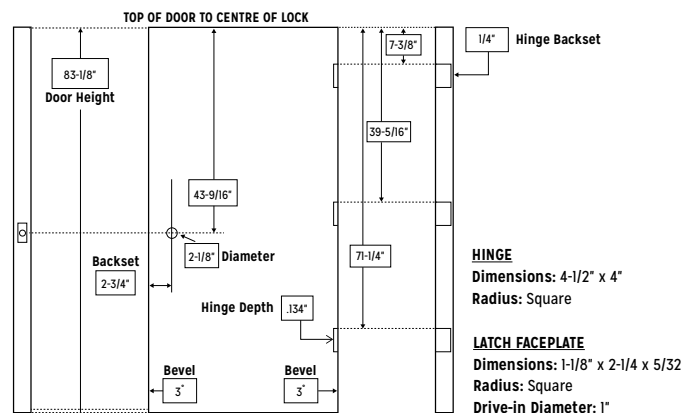 TOP OF DOOR TO CENTRE OF LOCK
83-1/8"
Door Height
7-3/8"
1/4"
Hinge Backset
39-5/16"
43-9/16"
2-1/8"
Diameter
Backset
2-3/4"
71-1/4"
Hinge Depth
.134"
Bevel
3°
Bevel
3°
HINGE
Dimensions: 4-1/2" x 4"
Radius: Square
LATCH FACEPLATE
Dimensions: 1-1/8" x 2-1/4 x 5/32
Radius: Square
Drive-in Diameter: 1"